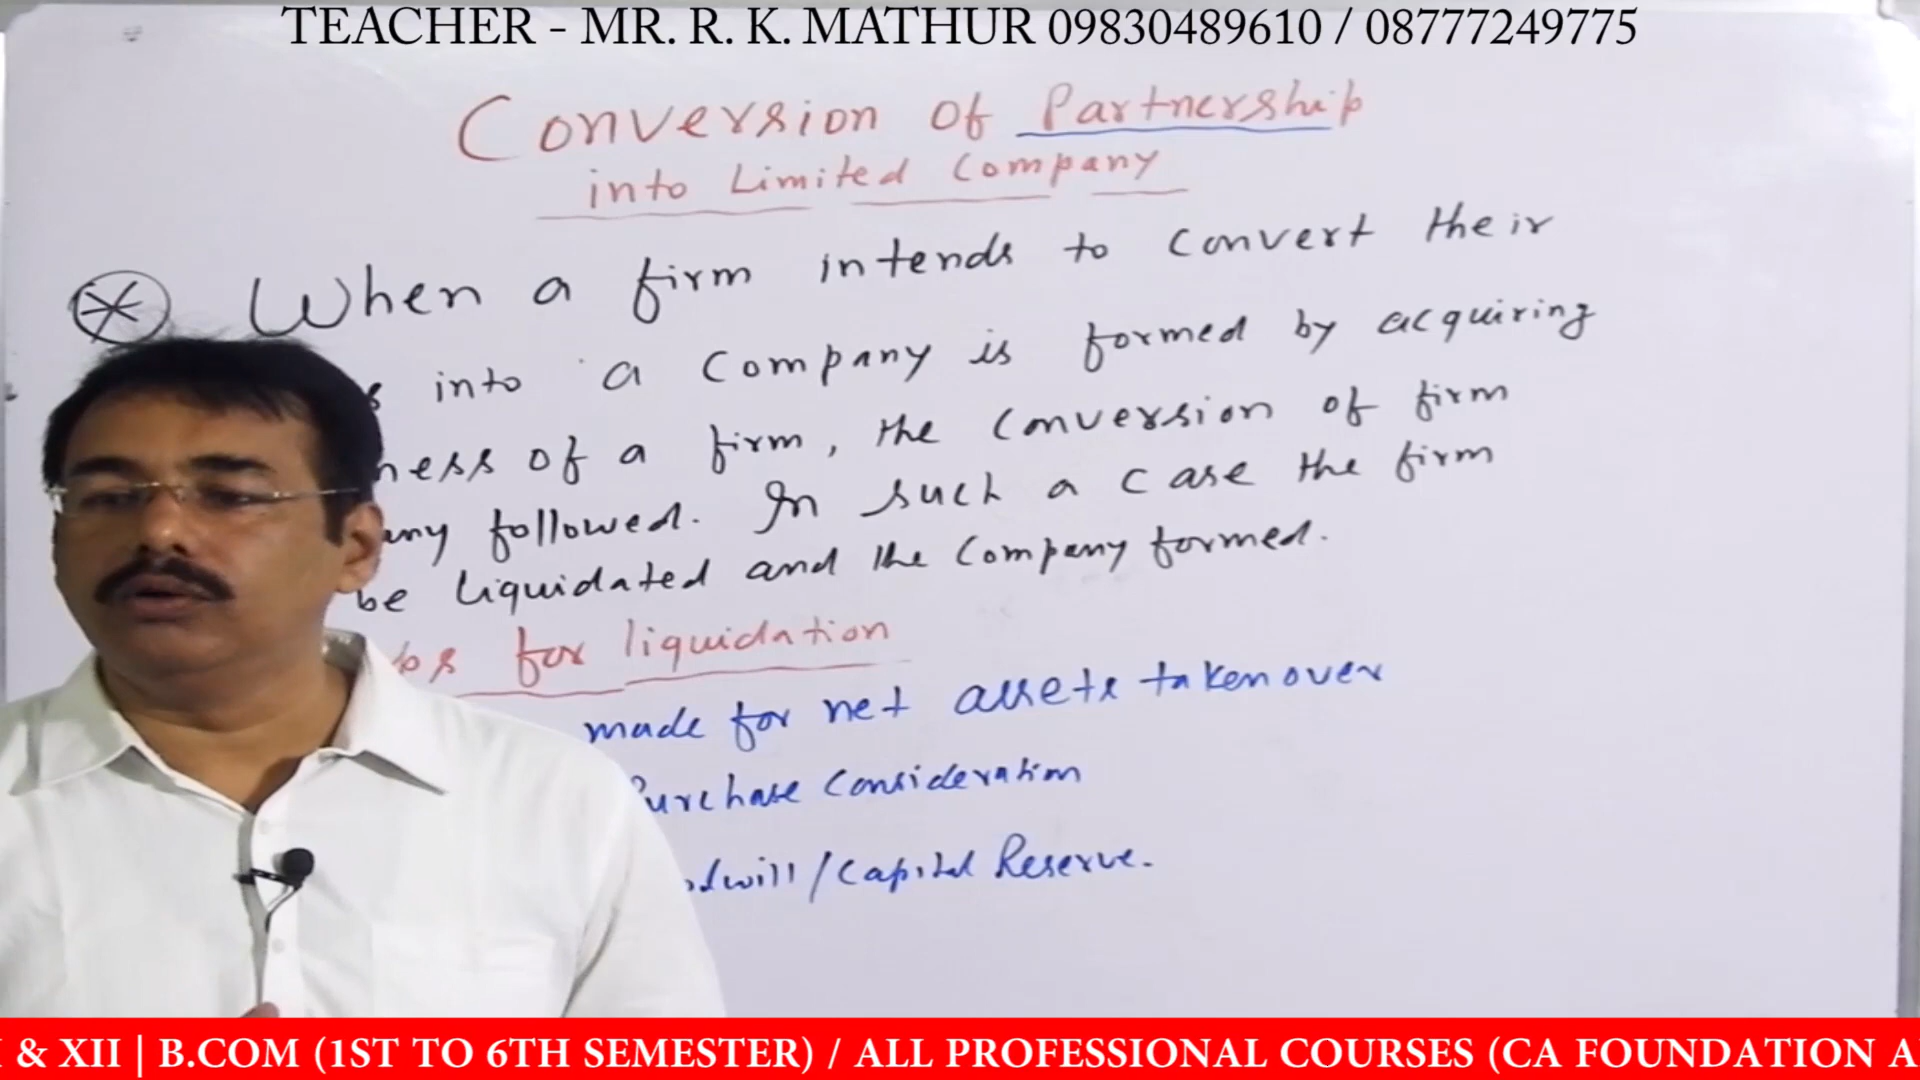 TEACHER - MR. R. K. MATHUR 09830489610 / 08777249775
Conversion of Partnership
into Limited Company
When a firm intends to convert their
into a company is formed by acquiring
ness of a firm, the conversion of firm
any followed. In such a case the firm
be liquidated and the company formed.
for liquidation
made for net assets taken over
Purchase Consideration
dwill/Capital Reserve.
& XII | B.COM (1ST TO 6TH SEMESTER) / ALL PROFESSIONAL COURSES (CA FOUNDATION A